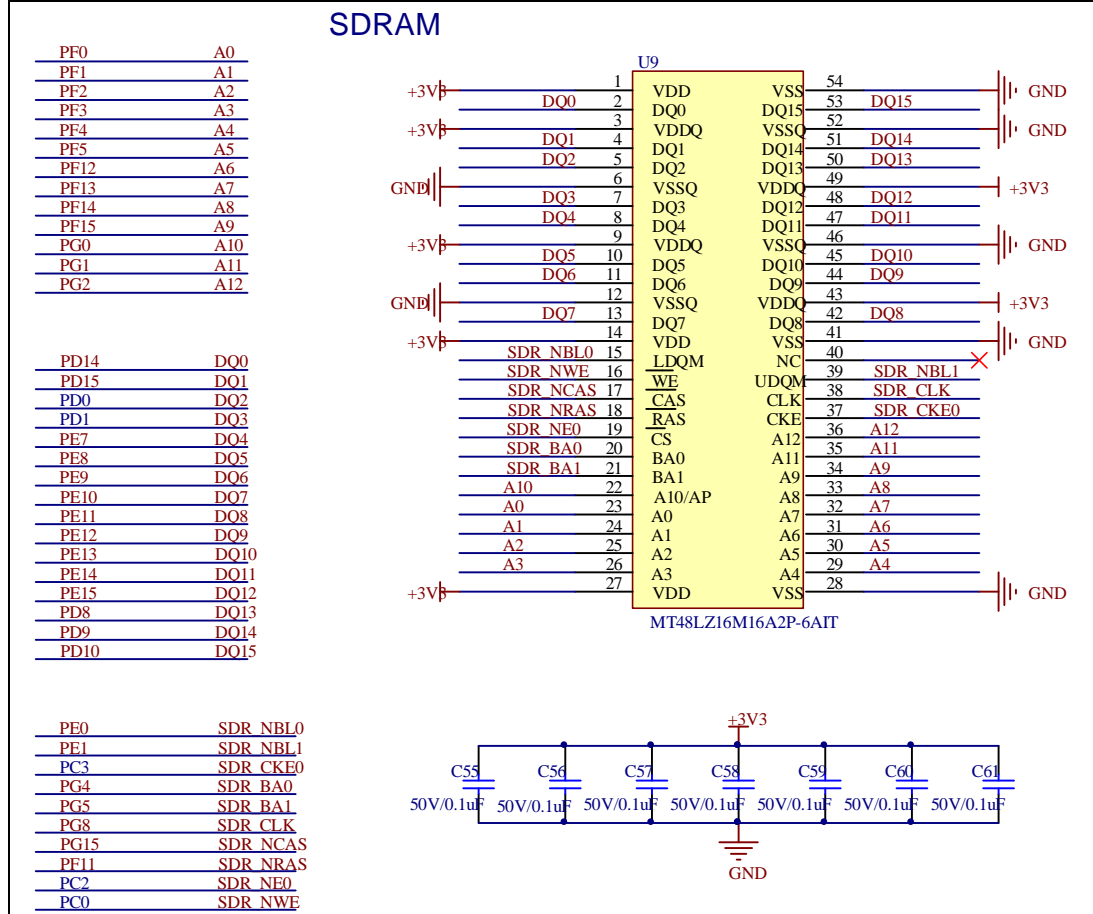 SDRAM
PF0 A0
PF1 A1
PF2 A2
PF3 A3
PF4 A4
PF5 A5
PF12 A6
PF13 A7
PF14 A8
PF15 A9
PG0 A10
PG1 A11
PG2 A12
PD14 DQ0
PD15 DQ1
PD0 DQ2
PD1 DQ3
PE7 DQ4
PE8 DQ5
PE9 DQ6
PE10 DQ7
PE11 DQ8
PE12 DQ9
PE13 DQ10
PE14 DQ11
PE15 DQ12
PD8 DQ13
PD9 DQ14
PD10 DQ15
PE0 SDR_NBL0
PE1 SDR_NBL1
PC3 SDR_CKE0
PG4 SDR_BA0
PG5 SDR_BA1
PG8 SDR_CLK
PG15 SDR_NCAS
PF11 SDR_NRAS
PC2 SDR_NE0
PC0 SDR_NWE
U9
+3V3 1 VDD VSS 54 GND
DQ0 2 DQ0 DQ15 53 DQ15
+3V3 3 VDDQ VSSQ 52 GND
DQ1 4 DQ1 DQ14 51 DQ14
DQ2 5 DQ2 DQ13 50 DQ13
GND 6 VSSQ VDDQ 49 +3V3
DQ3 7 DQ3 DQ12 48 DQ12
DQ4 8 DQ4 DQ11 47 DQ11
+3V3 9 VDDQ VSSQ 46 GND
DQ5 10 DQ5 DQ10 45 DQ10
DQ6 11 DQ6 DQ9 44 DQ9
GND 12 VSSQ VDDQ 43 +3V3
DQ7 13 DQ7 DQ8 42 DQ8
+3V3 14 VDD VSS 41 GND
SDR_NBL0 15 LDQM NC 40
SDR_NWE 16 WE UDQM 39 SDR_NBL1
SDR_NCAS 17 CAS CLK 38 SDR_CLK
SDR_NRAS 18 RAS CKE 37 SDR_CKE0
SDR_NE0 19 CS A12 36 A12
SDR_BA0 20 BA0 A11 35 A11
SDR_BA1 21 BA1 A9 34 A9
A10 22 A10/AP A8 33 A8
A0 23 A0 A7 32 A7
A1 24 A1 A6 31 A6
A2 25 A2 A5 30 A5
A3 26 A3 A4 29 A4
+3V3 27 VDD VSS 28 GND
MT48LZ16M16A2P-6AIT
+3V3
C55 C56 C57 C58 C59 C60 C61
50V/0.1uF 50V/0.1uF 50V/0.1uF 50V/0.1uF 50V/0.1uF 50V/0.1uF 50V/0.1uF
GND